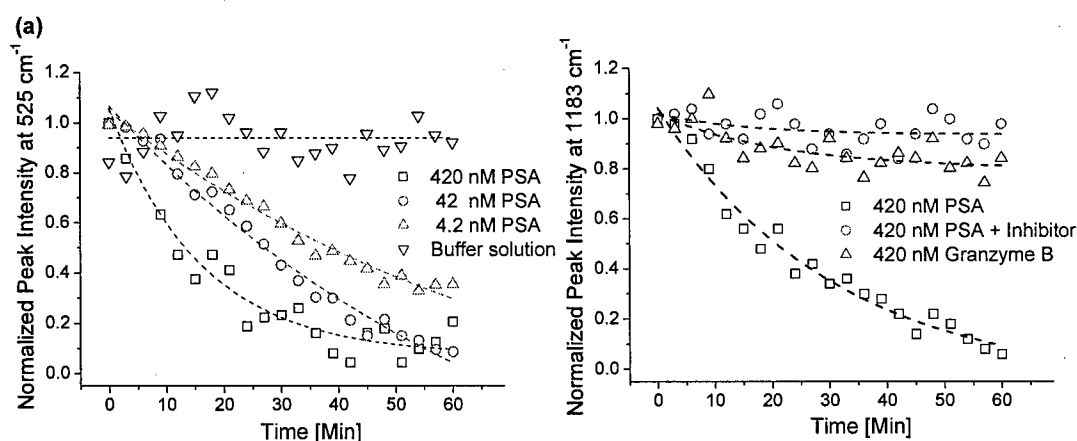 (a)
Normalized Peak Intensity at 525 cm⁻¹
1.2
1.0
0.8
0.6
0.4
0.2
0.0
420 nM PSA
42 nM PSA
4.2 nM PSA
Buffer solution
0 10 20 30 40 50 60
Time [Min]
Normalized Peak Intensity at 1183 cm⁻¹
1.2
1.0
0.8
0.6
0.4
0.2
0.0
420 nM PSA
420 nM PSA + Inhibitor
420 nM Granzyme B
0 10 20 30 40 50 60
Time [Min]